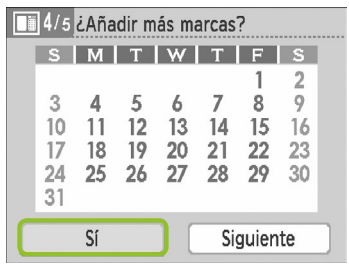 4/5 ¿Añadir más marcas?
S M T W T F S
1 2
3 4 5 6 7 8 9
10 11 12 13 14 15 16
17 18 19 20 21 22 23
24 25 26 27 28 29 30
31
Sí Siguiente